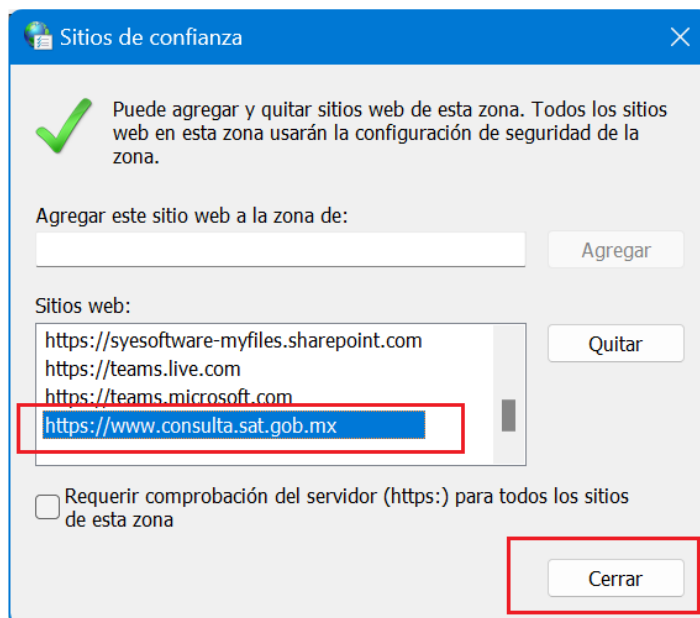 Sitios de confianza
Puede agregar y quitar sitios web de esta zona. Todos los sitios
web en esta zona usarán la configuración de seguridad de la
zona.
Agregar este sitio web a la zona de:
Agregar
Sitios web:
https://syesoftware-myfiles.sharepoint.com
https://teams.live.com
https://teams.microsoft.com
https://www.consulta.sat.gob.mx
Quitar
Requerir comprobación del servidor (https:) para todos los sitios
de esta zona
Cerrar